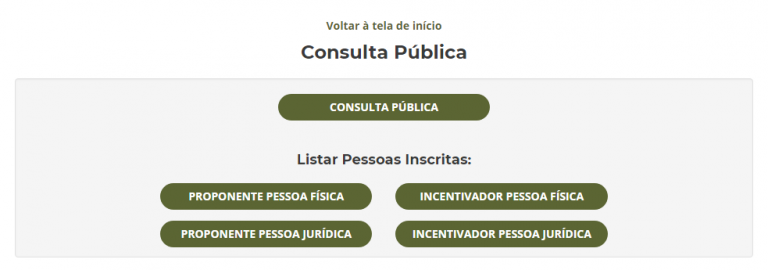 Voltar à tela de início
Consulta Pública
CONSULTA PÚBLICA
Listar Pessoas Inscritas:
PROPONENTE PESSOA FÍSICA
INCENTIVADOR PESSOA FÍSICA
PROPONENTE PESSOA JURÍDICA
INCENTIVADOR PESSOA JURÍDICA